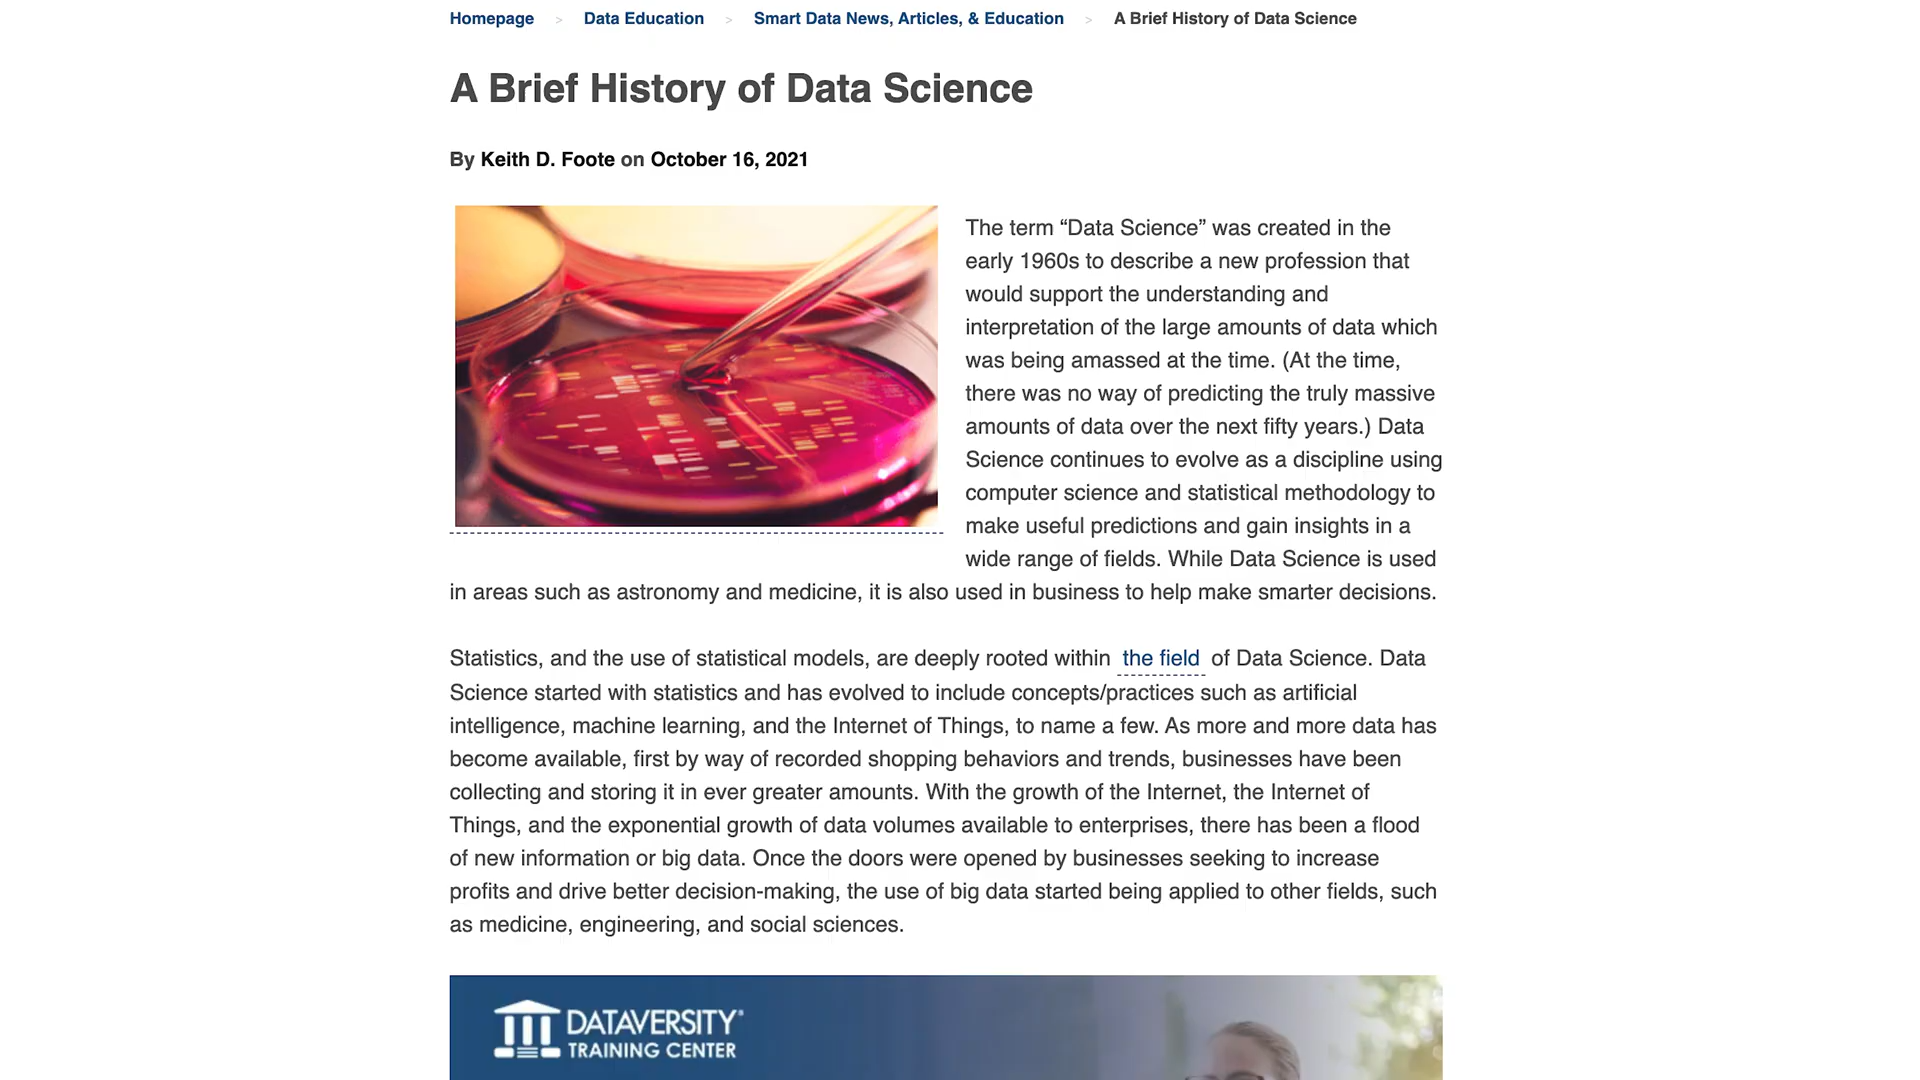 Homepage > Data Education > Smart Data News, Articles, & Education > A Brief History of Data Science
A Brief History of Data Science
By Keith D. Foote on October 16, 2021
The term “Data Science” was created in the
early 1960s to describe a new profession that
would support the understanding and
interpretation of the large amounts of data which
was being amassed at the time. (At the time,
there was no way of predicting the truly massive
amounts of data over the next fifty years.) Data
Science continues to evolve as a discipline using
computer science and statistical methodology to
make useful predictions and gain insights in a
wide range of fields. While Data Science is used
in areas such as astronomy and medicine, it is also used in business to help make smarter decisions.
Statistics, and the use of statistical models, are deeply rooted within the field of Data Science. Data
Science started with statistics and has evolved to include concepts/practices such as artificial
intelligence, machine learning, and the Internet of Things, to name a few. As more and more data has
become available, first by way of recorded shopping behaviors and trends, businesses have been
collecting and storing it in ever greater amounts. With the growth of the Internet, the Internet of
Things, and the exponential growth of data volumes available to enterprises, there has been a flood
of new information or big data. Once the doors were opened by businesses seeking to increase
profits and drive better decision-making, the use of big data started being applied to other fields, such
as medicine, engineering, and social sciences.
DATAVERSITY®
TRAINING CENTER